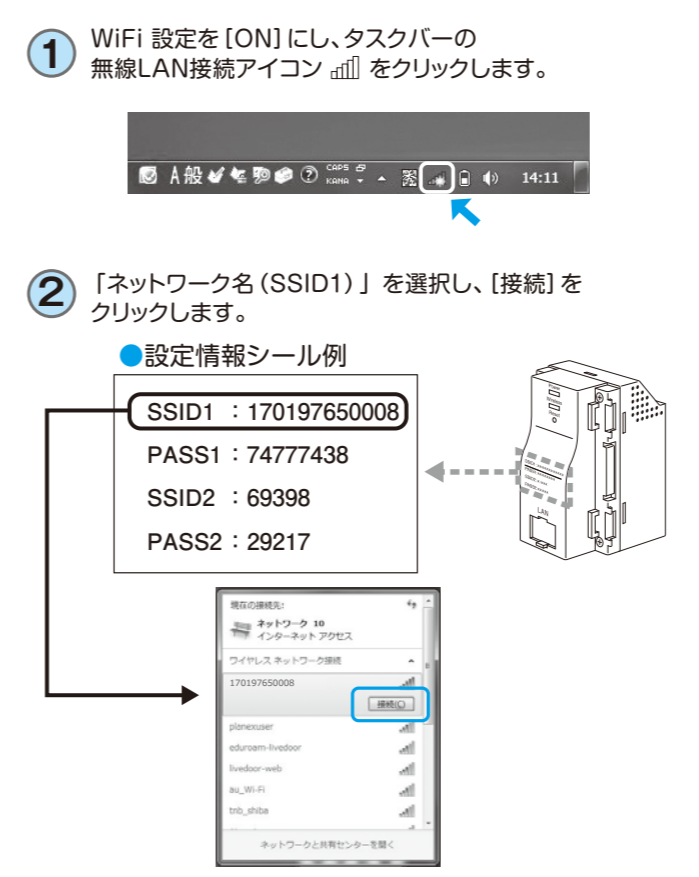 1
WiFi 設定を [ON] にし、タスクバーの
無線LAN接続アイコン をクリックします。
A 般
CAPS
KANA
14:11
2
「ネットワーク名 (SSID1) 」を選択し、[接続] を
クリックします。
●設定情報シール例
SSID1 : 170197650008
PASS1 : 74777438
SSID2 : 69398
PASS2 : 29217
Power
Wireless
Reset
LAN
現在の接続先:
ネットワーク 10
インターネット アクセス
ワイヤレス ネットワーク接続
170197650008
接続(C)
planexuser
eduroam-livedoor
livedoor-web
au_Wi-Fi
tnb_shiba
ネットワークと共有センターを開く